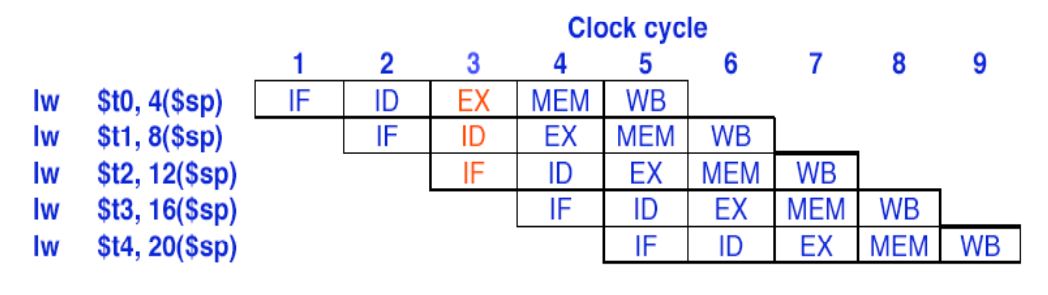 Clock cycle
1 2 3 4 5 6 7 8 9
lw $t0, 4($sp) IF ID EX MEM WB
lw $t1, 8($sp) IF ID EX MEM WB
lw $t2, 12($sp) IF ID EX MEM WB
lw $t3, 16($sp) IF ID EX MEM WB
lw $t4, 20($sp) IF ID EX MEM WB